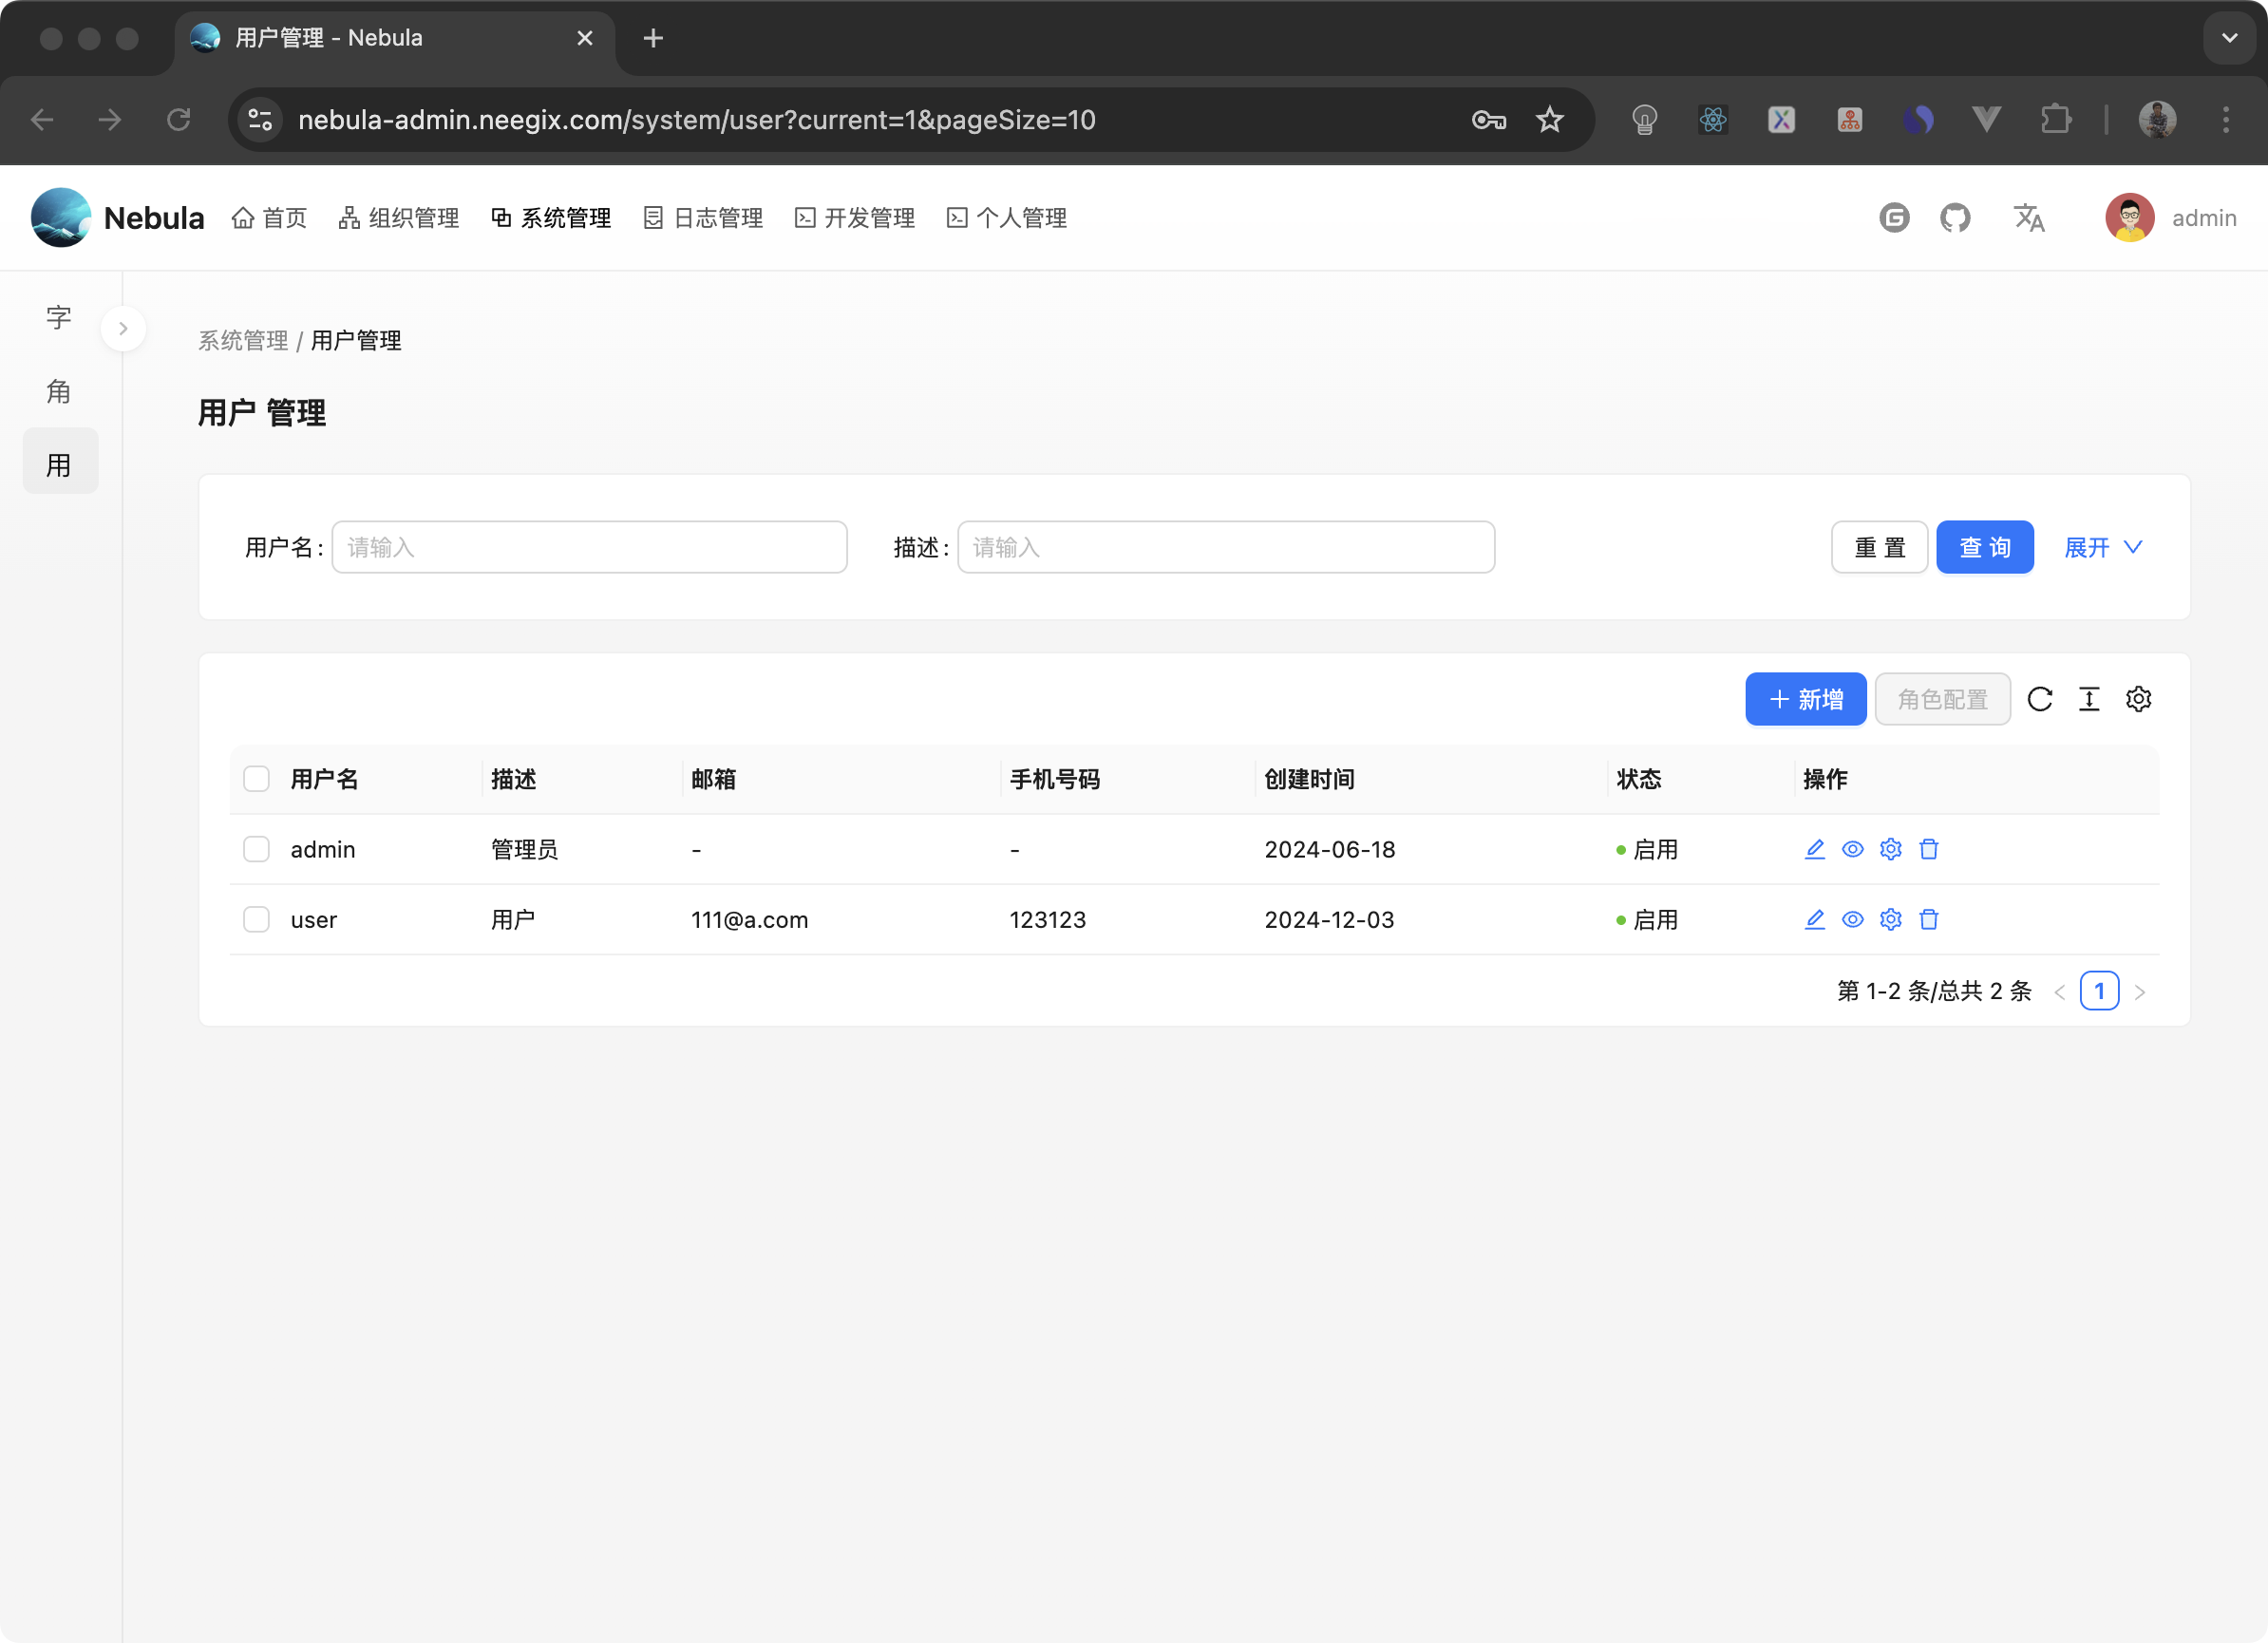 用户管理 - Nebula
nebula-admin.neegix.com/system/user?current=1&pageSize=10
Nebula 首页 组织管理 系统管理 日志管理 开发管理 个人管理 admin
字
角
用
系统管理 / 用户管理
用户 管理
用户名: 请输入 描述: 请输入 重 置 查 询 展开
新增 角色配置
用户名 描述 邮箱 手机号码 创建时间 状态 操作
admin 管理员 - - 2024-06-18 启用
user 用户 111@a.com 123123 2024-12-03 启用
第 1-2 条/总共 2 条 1